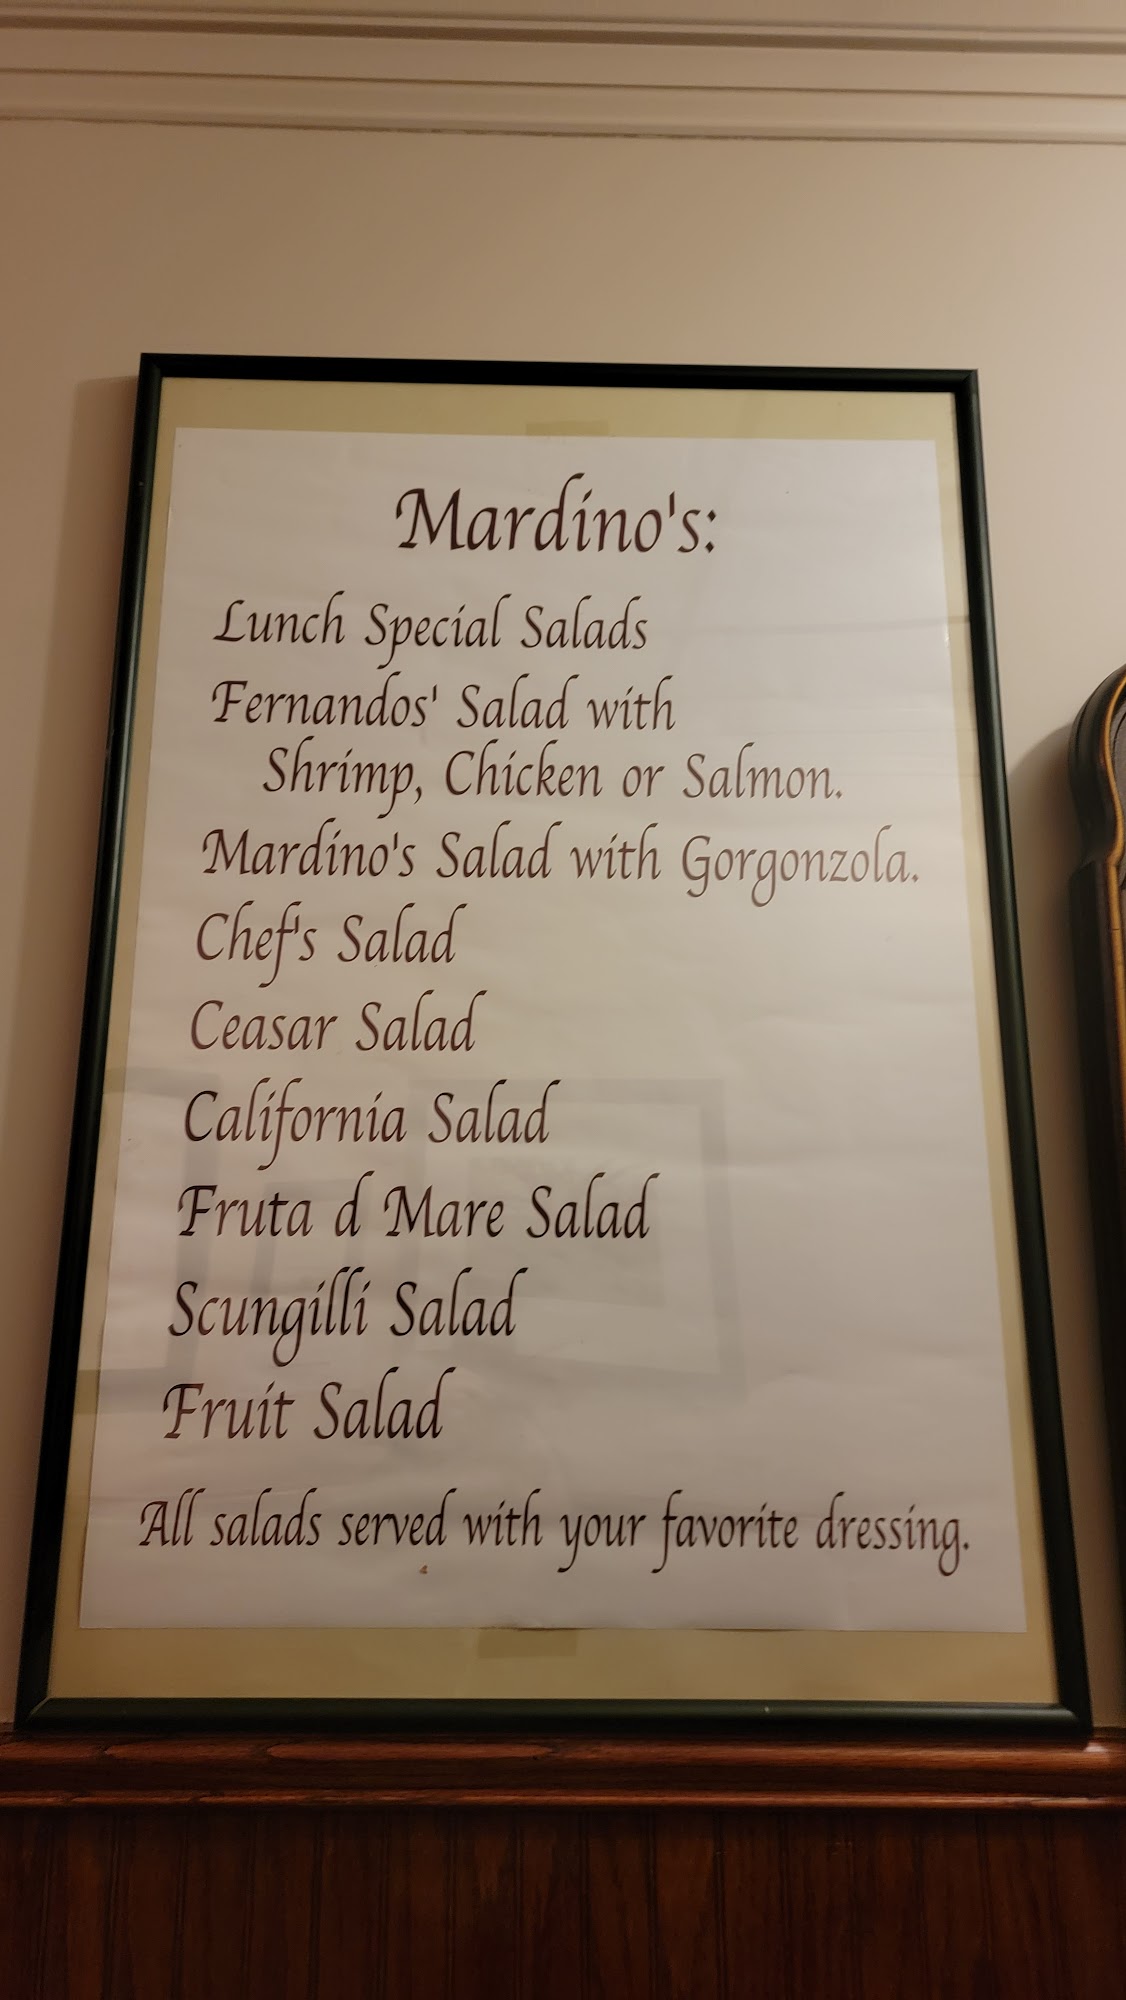 Mardino's:
Lunch Special Salads
Fernandos' Salad with
Shrimp, Chicken or Salmon.
Mardino's Salad with Gorgonzola.
Chef's Salad
Ceasar Salad
California Salad
Fruta d Mare Salad
Scungilli Salad
Fruit Salad
All salads served with your favorite dressing.